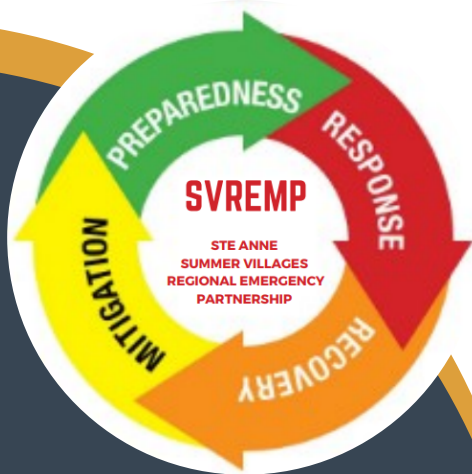 PREPAREDNESS
RESPONSE
SVREMP
STE ANNE
SUMMER VILLAGES
REGIONAL EMERGENCY
PARTNERSHIP
MITIGATION
RECOVERY